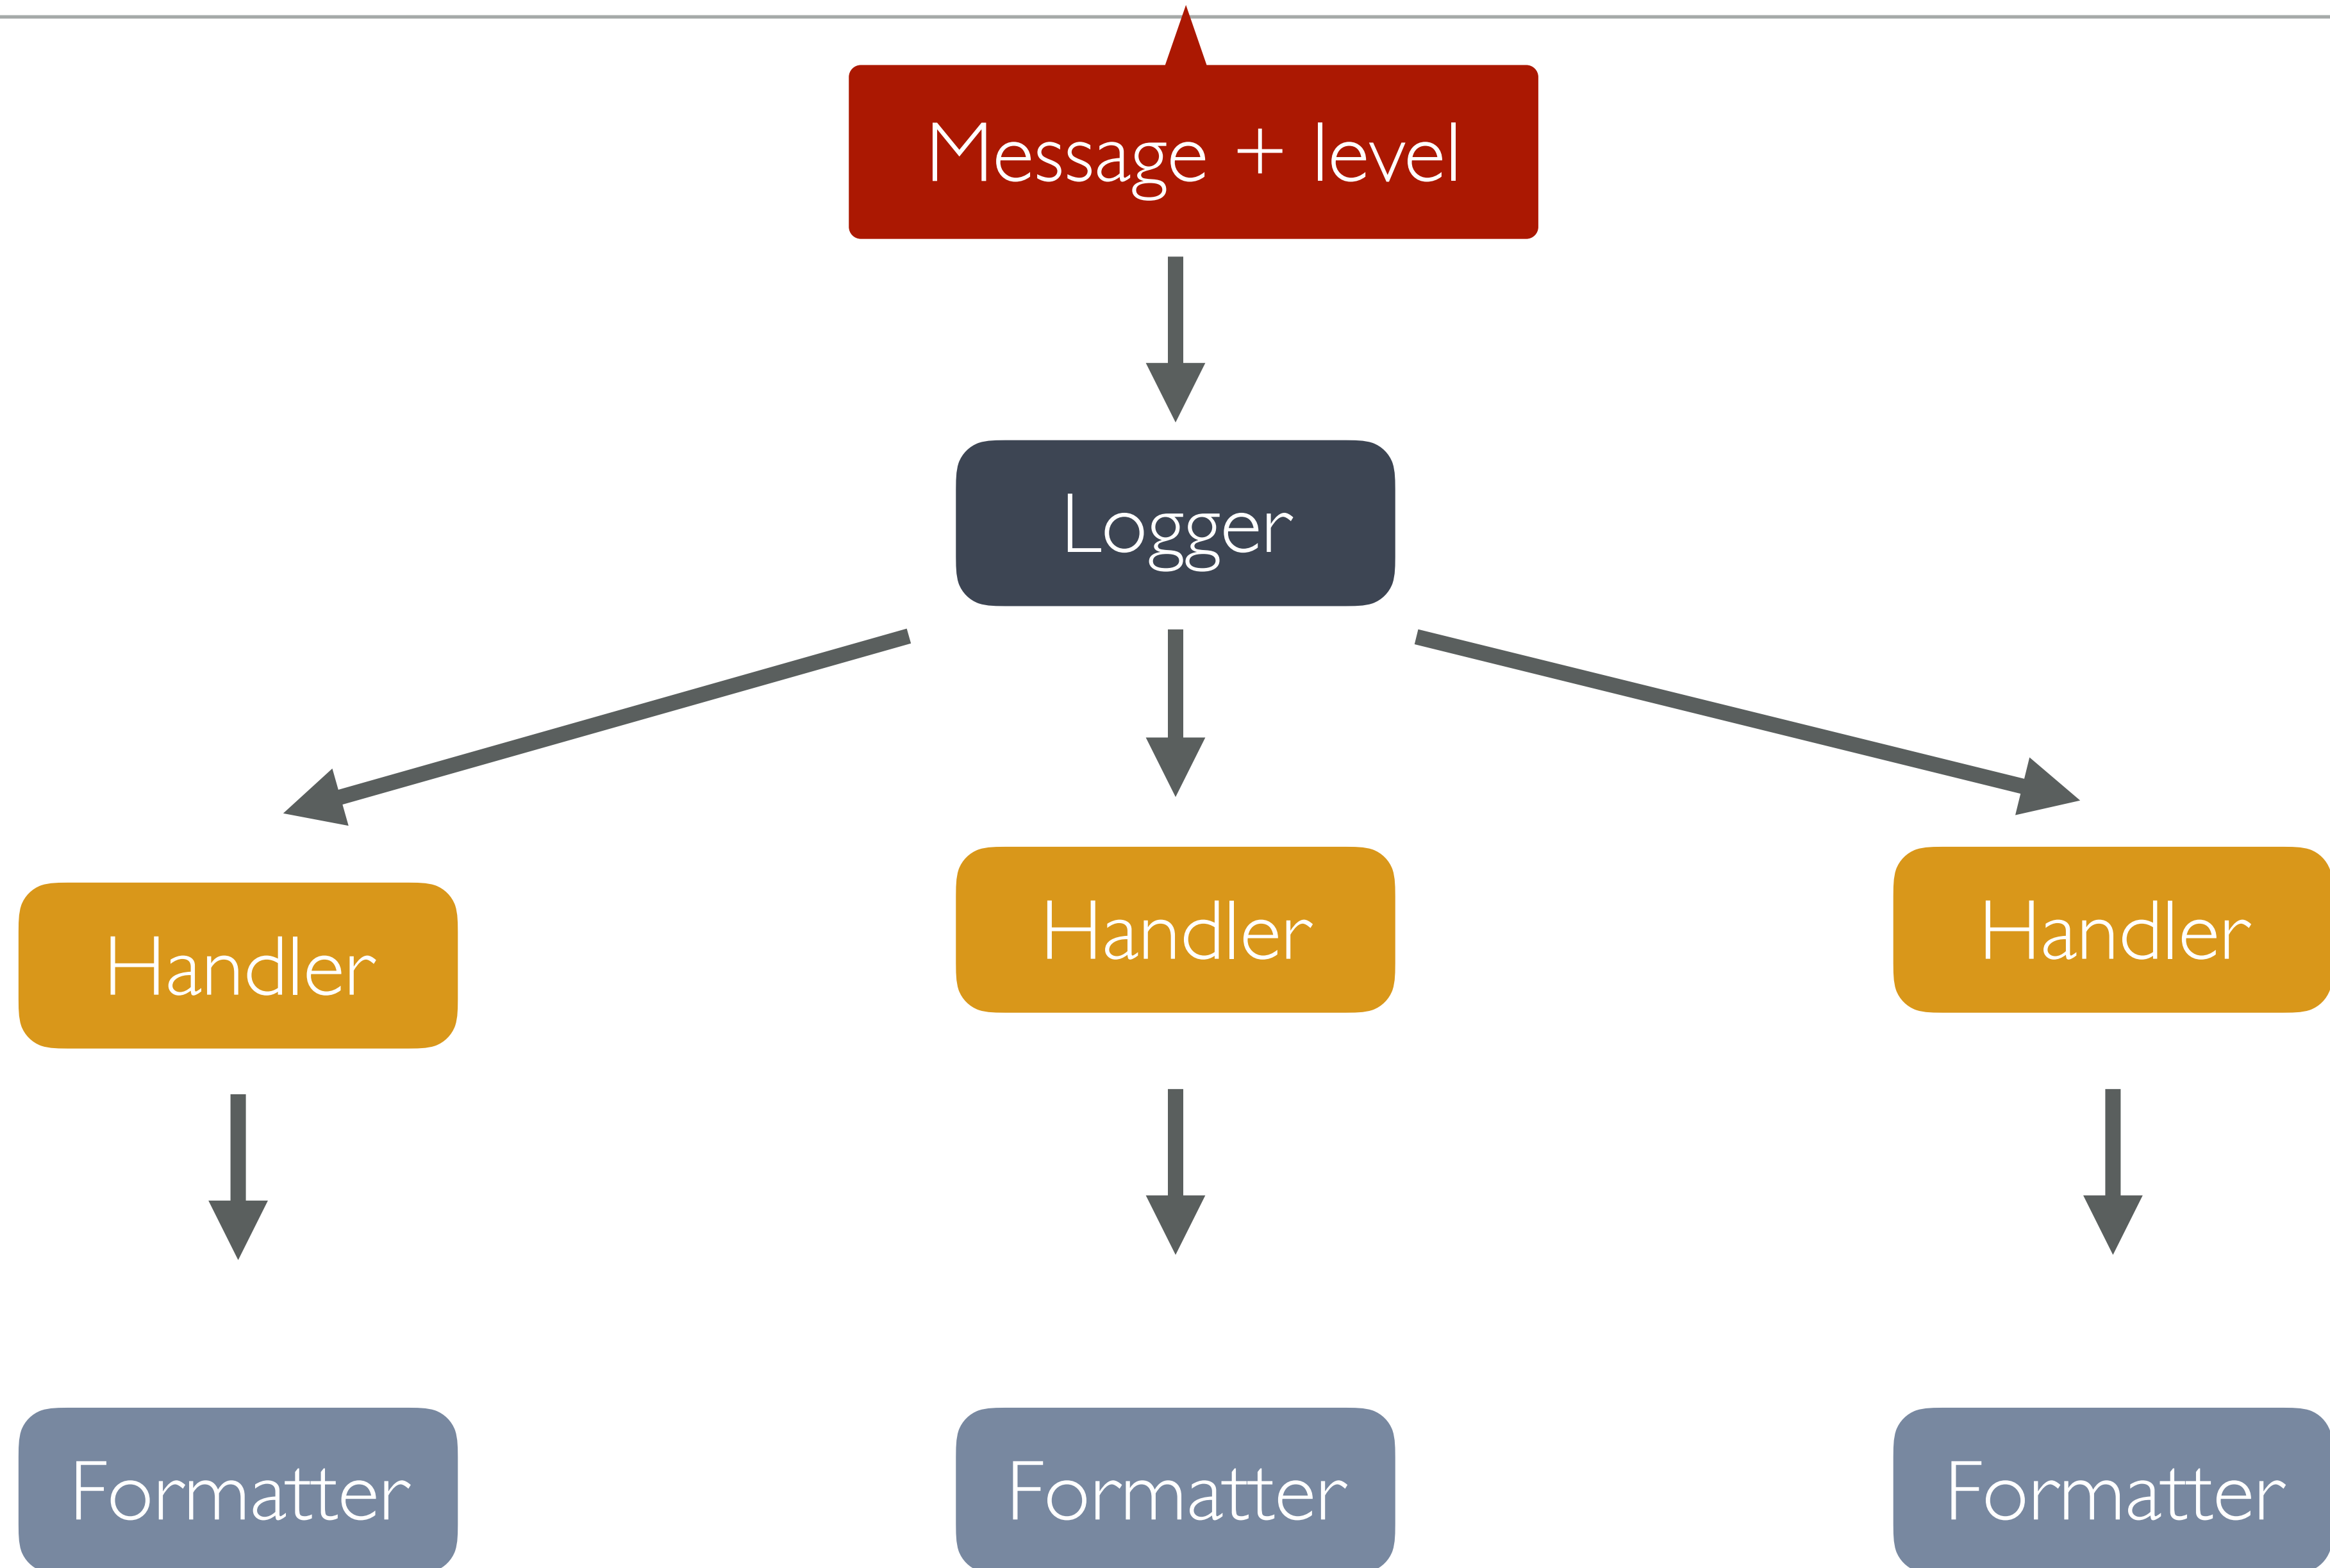 Message + level
Logger
Handler
Handler
Handler
Formatter
Formatter
Formatter